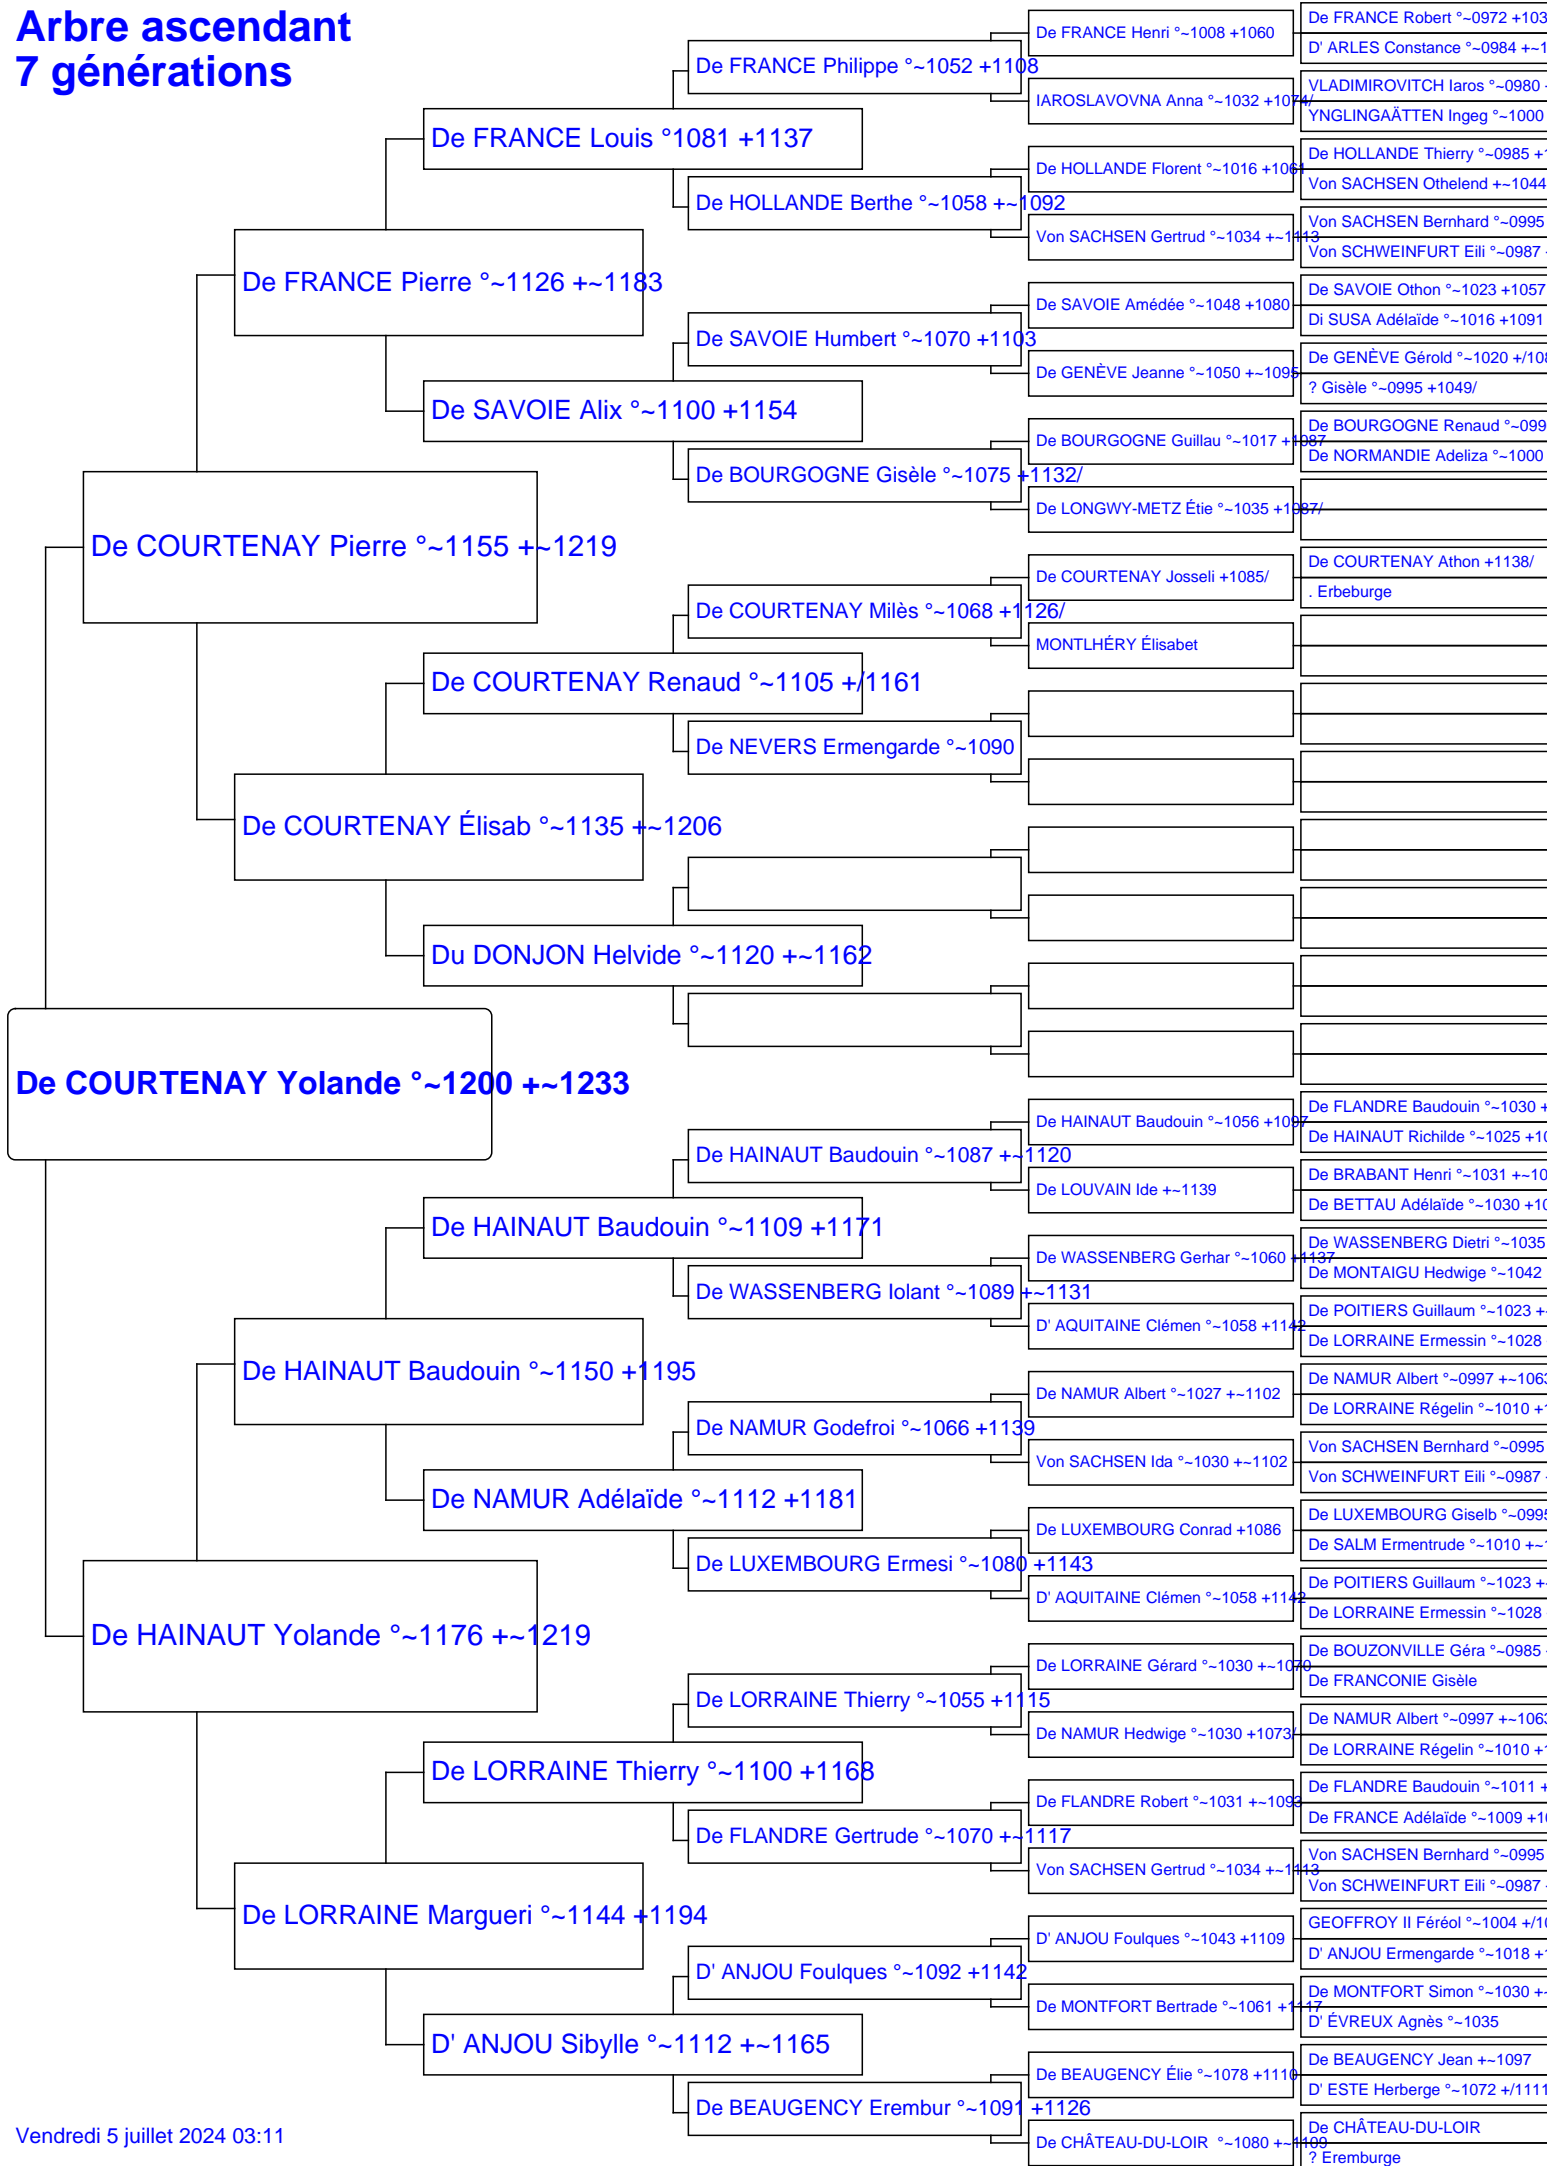 Arbre ascendant
7 générations
De COURTENAY Yolande °~1200 +~1233
De COURTENAY Pierre °~1155 +~1219
De HAINAUT Yolande °~1176 +~1219
De FRANCE Pierre °~1126 +~1183
De COURTENAY Élisab °~1135 +~1206
De HAINAUT Baudouin °~1150 +1195
De LORRAINE Margueri °~1144 +1194
De FRANCE Louis °1081 +1137
De SAVOIE Alix °~1100 +1154
De COURTENAY Renaud °~1105 +/1161
Du DONJON Helvide °~1120 +~1162
De HAINAUT Baudouin °~1109 +1171
De NAMUR Adélaïde °~1112 +1181
De LORRAINE Thierry °~1100 +1168
D' ANJOU Sibylle °~1112 +~1165
De FRANCE Philippe °~1052 +1108
De HOLLANDE Berthe °~1058 +~1092
De SAVOIE Humbert °~1070 +1103
De BOURGOGNE Gisèle °~1075 +1132/
De COURTENAY Milès °~1068 +1126/
De NEVERS Ermengarde °~1090
De HAINAUT Baudouin °~1087 +~1120
De WASSENBERG Iolant °~1089 +~1131
De NAMUR Godefroi °~1066 +1139
De LUXEMBOURG Ermesi °~1080 +1143
De LORRAINE Thierry °~1055 +1115
De FLANDRE Gertrude °~1070 +~1117
D' ANJOU Foulques °~1092 +1142
De BEAUGENCY Erembur °~1091 +1126
De FRANCE Henri °~1008 +1060
IAROSLAVOVNA Anna °~1032 +1074/
De HOLLANDE Florent °~1016 +1061
Von SACHSEN Gertrud °~1034 +~1113
De SAVOIE Amédée °~1048 +1080
De GENÈVE Jeanne °~1050 +~1095
De BOURGOGNE Guillau °~1017 +1087
De LONGWY-METZ Étie °~1035 +1087/
De COURTENAY Josseli +1085/
MONTLHÉRY Élisabet
De HAINAUT Baudouin °~1056 +1097
De LOUVAIN Ide +~1139
De WASSENBERG Gerhar °~1060 +1137
D' AQUITAINE Clémen °~1058 +1142
De NAMUR Albert °~1027 +~1102
Von SACHSEN Ida °~1030 +~1102
De LUXEMBOURG Conrad +1086
D' AQUITAINE Clémen °~1058 +1142
De LORRAINE Gérard °~1030 +~1070
De NAMUR Hedwige °~1030 +1073/
De FLANDRE Robert °~1031 +~1093
Von SACHSEN Gertrud °~1034 +~1113
D' ANJOU Foulques °~1043 +1109
De MONTFORT Bertrade °~1061 +1117
De BEAUGENCY Élie °~1078 +1110
De CHÂTEAU-DU-LOIR °~1080 +~1109
De FRANCE Robert °~0972 +103
D' ARLES Constance °~0984 +~1
VLADIMIROVITCH Iaros °~0980 +
YNGLINGAÄTTEN Ingeg °~1000
De HOLLANDE Thierry °~0985 +1
Von SACHSEN Othelend +~1044
Von SACHSEN Bernhard °~0995
Von SCHWEINFURT Eili °~0987 +
De SAVOIE Othon °~1023 +1057
Di SUSA Adélaïde °~1016 +1091
De GENÈVE Gérold °~1020 +/108
? Gisèle °~0995 +1049/
De BOURGOGNE Renaud °~099
De NORMANDIE Adeliza °~1000
De COURTENAY Athon +1138/
. Erbeburge
De FLANDRE Baudouin °~1030 +
De HAINAUT Richilde °~1025 +10
De BRABANT Henri °~1031 +~10
De BETTAU Adélaïde °~1030 +10
De WASSENBERG Dietri °~1035
De MONTAIGU Hedwige °~1042
De POITIERS Guillaum °~1023 +~
De LORRAINE Ermessin °~1028
De NAMUR Albert °~0997 +~1063
De LORRAINE Régelin °~1010 +1
Von SACHSEN Bernhard °~0995
Von SCHWEINFURT Eili °~0987 +
De LUXEMBOURG Giselb °~0995
De SALM Ermentrude °~1010 +~1
De POITIERS Guillaum °~1023 +~
De LORRAINE Ermessin °~1028
De BOUZONVILLE Géra °~0985 +
De FRANCONIE Gisèle
De NAMUR Albert °~0997 +~1063
De LORRAINE Régelin °~1010 +1
De FLANDRE Baudouin °~1011 +
De FRANCE Adélaïde °~1009 +10
Von SACHSEN Bernhard °~0995
Von SCHWEINFURT Eili °~0987 +
GEOFFROY II Féréol °~1004 +/10
D' ANJOU Ermengarde °~1018 +1
De MONTFORT Simon °~1030 +~
D' ÉVREUX Agnès °~1035
De BEAUGENCY Jean +~1097
D' ESTE Herberge °~1072 +/1111
De CHÂTEAU-DU-LOIR
? Eremburge
Vendredi 5 juillet 2024 03:11